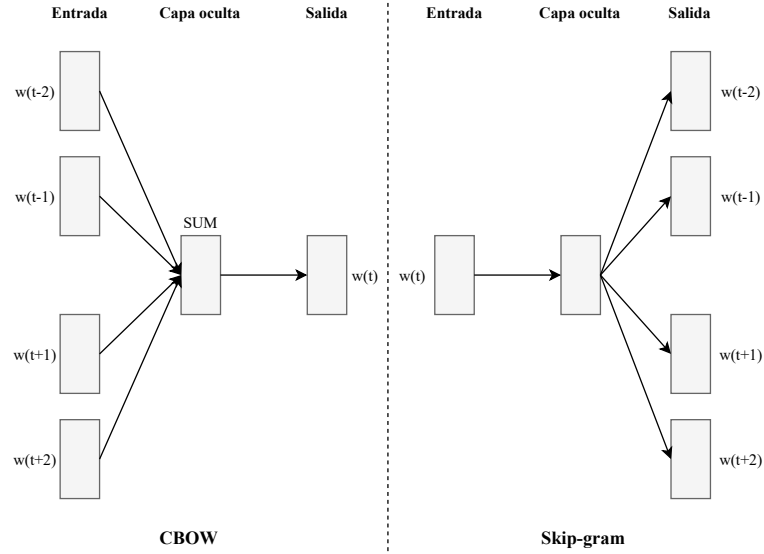 Entrada Capa oculta Salida
w(t-2)
w(t-1)
SUM
w(t)
w(t+1)
w(t+2)
CBOW
Entrada Capa oculta Salida
w(t-2)
w(t-1)
w(t)
w(t+1)
w(t+2)
Skip-gram